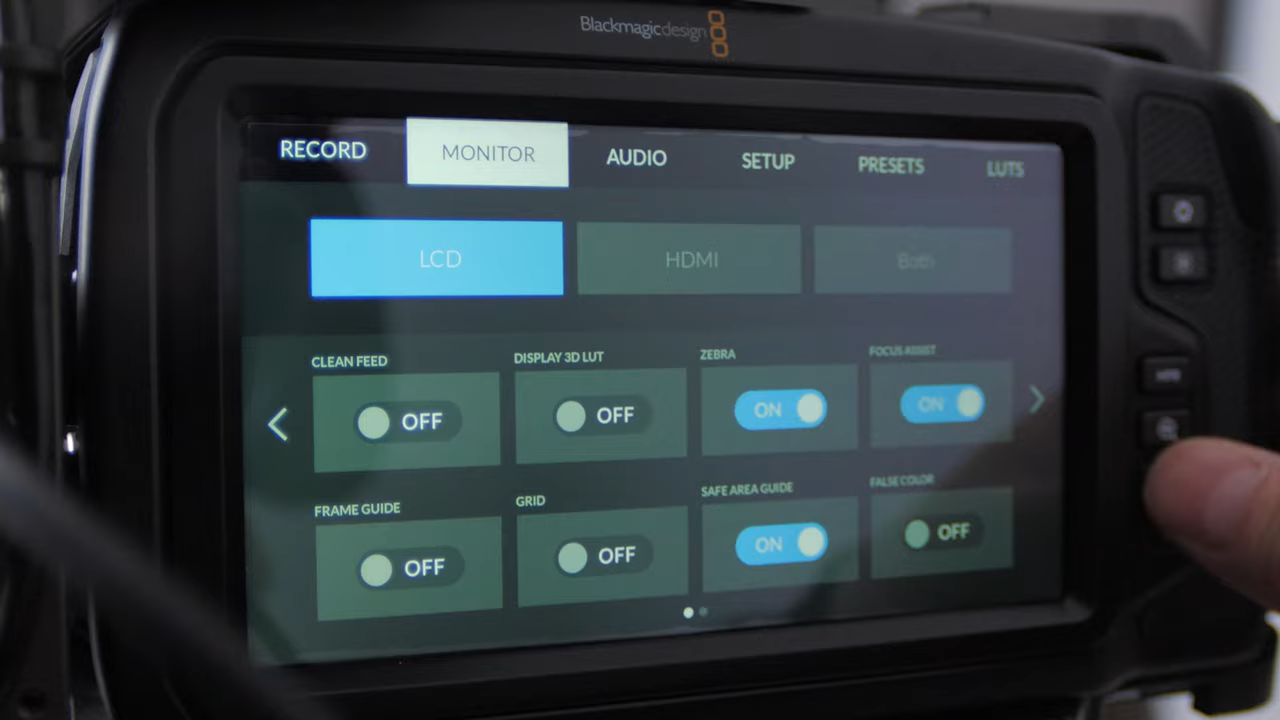 Blackmagicdesign
RECORD MONITOR AUDIO SETUP PRESETS LUTS
LCD HDMI Both
CLEAN FEED DISPLAY 3D LUT ZEBRA FOCUS ASSIST
OFF OFF ON ON
FRAME GUIDE GRID SAFE AREA GUIDE FALSE COLOR
OFF OFF ON OFF